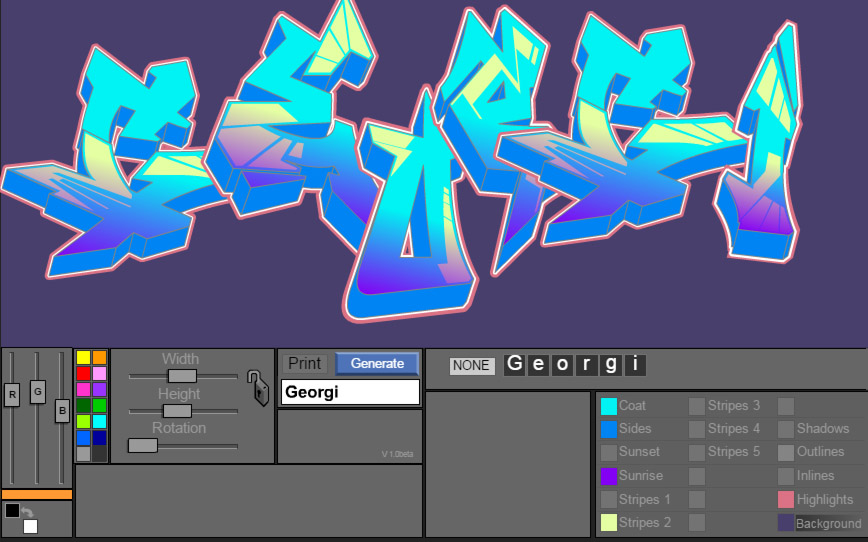 GEORGI
Width
Print
Generate
NONE
G e o r g i
R
G
B
Height
Georgi
Rotation
V 1.0beta
Coat
Stripes 3
Sides
Stripes 4
Shadows
Sunset
Stripes 5
Outlines
Sunrise
Inlines
Stripes 1
Highlights
Stripes 2
Background